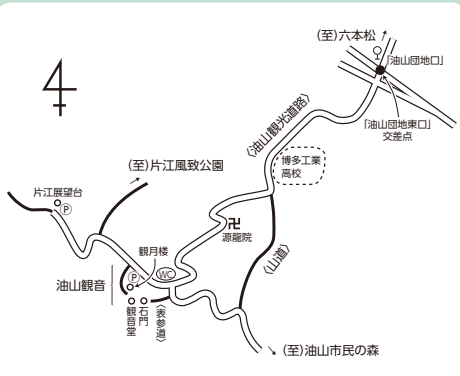 (至)六本松
「油山団地口」
「油山団地東口」
交差点
〈油山観光道路〉
博多工業
高校
(至)片江風致公園
片江展望台
P
卍
源龍院
〈山道〉
観月楼
P
WC
油山観音
観音堂
石門
〈表参道〉
(至)油山市民の森